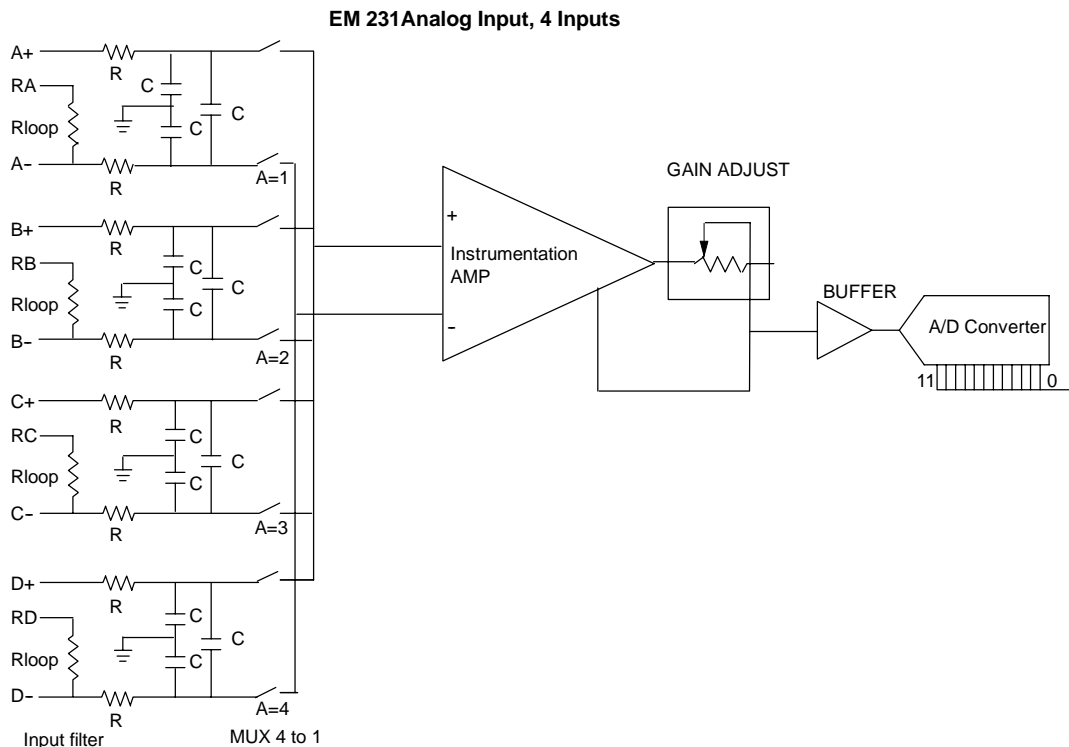 EM 231Analog Input, 4 Inputs
A+
R
C
C
RA
Rloop
C
A-
R
A=1
B+
R
C
C
RB
Rloop
C
B-
R
A=2
C+
R
C
C
RC
Rloop
C
C-
R
A=3
D+
R
C
C
RD
Rloop
C
D-
R
A=4
Input filter
MUX 4 to 1
+
Instrumentation
AMP
-
GAIN ADJUST
BUFFER
A/D Converter
11
0